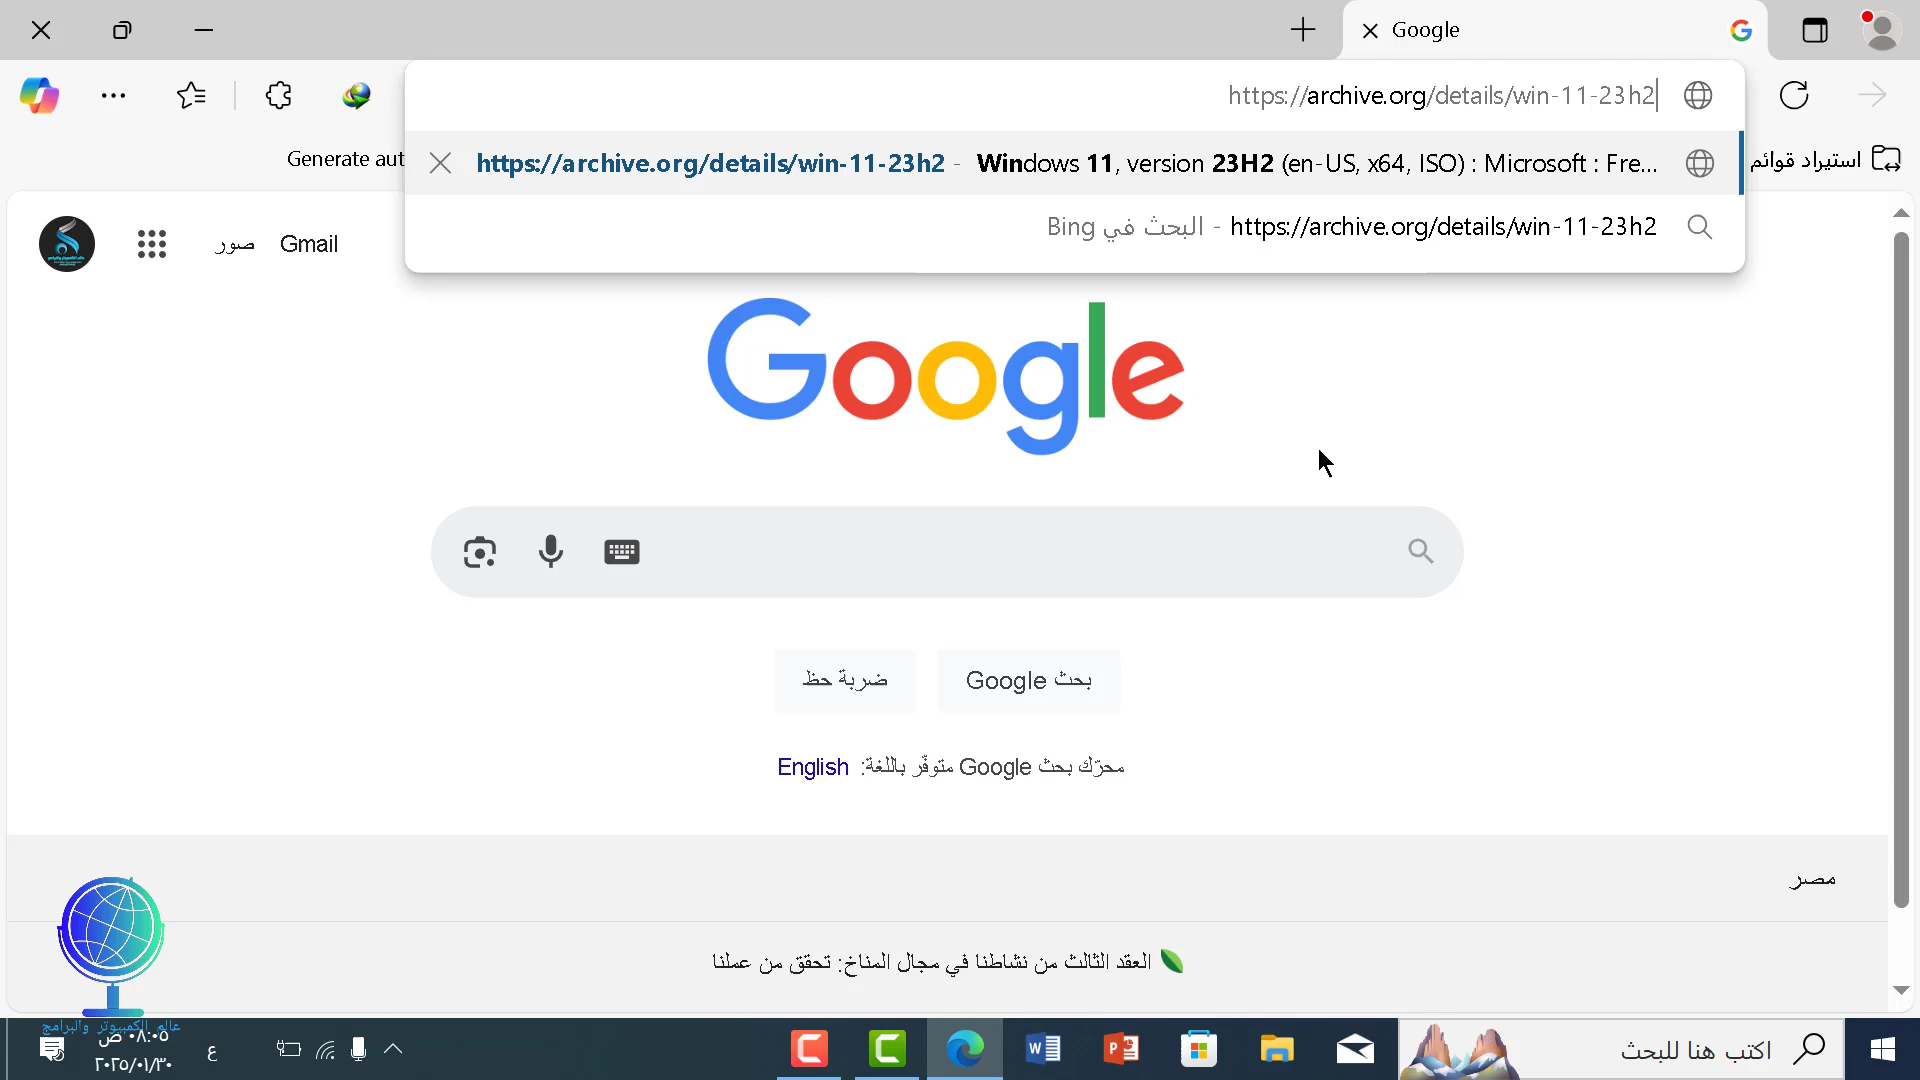 Google
https://archive.org/details/win-11-23h2
https://archive.org/details/win-11-23h2 - Windows 11, version 23H2 (en-US, x64, ISO) : Microsoft : Fre...
https://archive.org/details/win-11-23h2 - البحث في Bing
استيراد قوائم
Generate aut
Gmail
صور
Google
بحث Google
ضربة حظ
محرّك بحث Google متوفّر باللغة: English
مصر
العقد الثالث من نشاطنا في مجال المناخ: تحقق من عملنا
عالم الكمبيوتر والبرامج
اكتب هنا للبحث
ع
٠٨:٠٥ ص
٢٠٢٥/٠١/٣٠